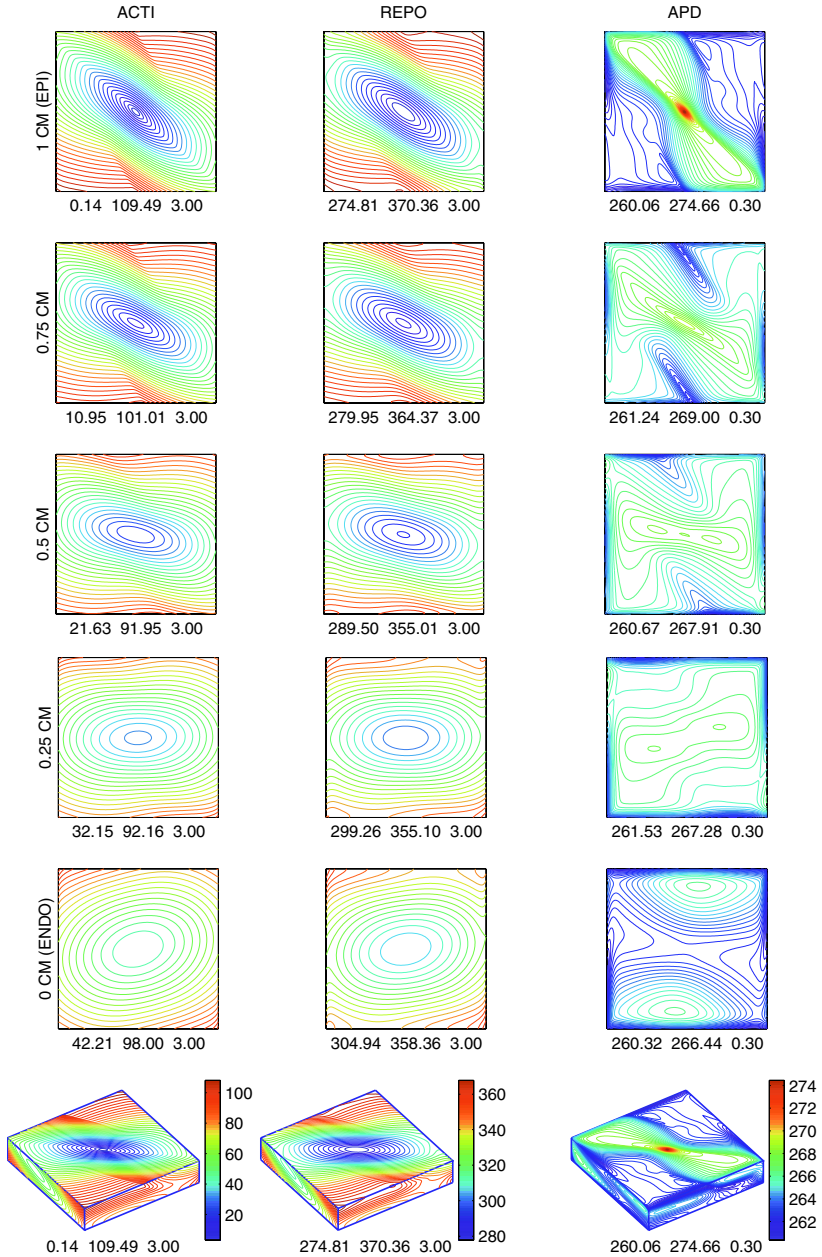 ACTI REPO APD
1 CM (EPI)
0.14 109.49 3.00 274.81 370.36 3.00 260.06 274.66 0.30
0.75 CM
10.95 101.01 3.00 279.95 364.37 3.00 261.24 269.00 0.30
0.5 CM
21.63 91.95 3.00 289.50 355.01 3.00 260.67 267.91 0.30
0.25 CM
32.15 92.16 3.00 299.26 355.10 3.00 261.53 267.28 0.30
0 CM (ENDO)
42.21 98.00 3.00 304.94 358.36 3.00 260.32 266.44 0.30
100
80
60
40
20
360
340
320
300
280
274
272
270
268
266
264
262
0.14 109.49 3.00 274.81 370.36 3.00 260.06 274.66 0.30